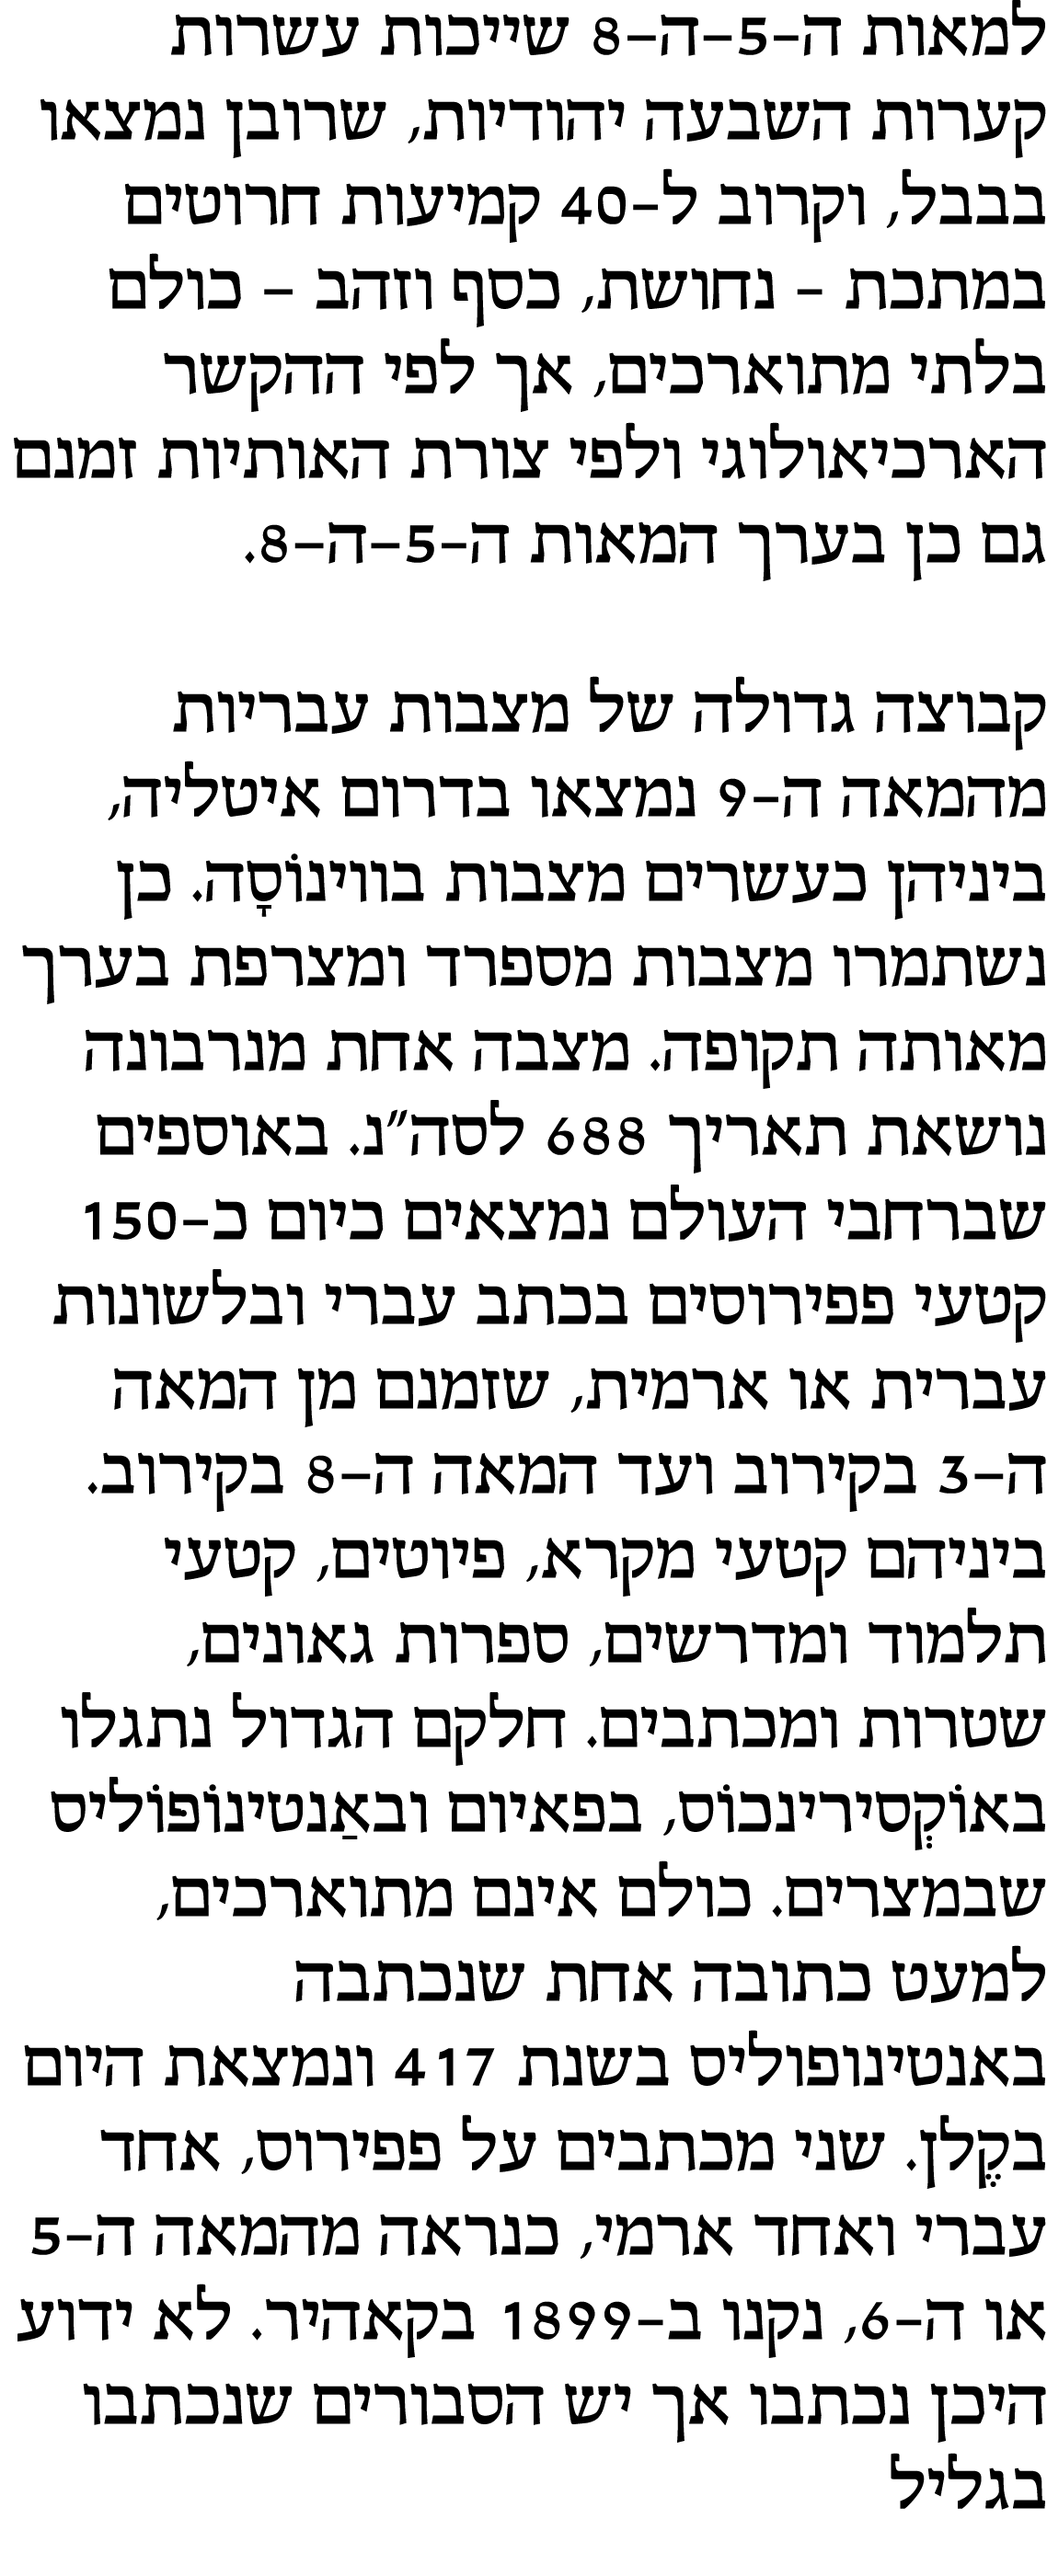 למאות ה–5–ה–8 שייכות עשרות
קערות השבעה יהודיות, שרובן נמצאו
בבבל, וקרוב ל–40 קמיעות חרוטים
במתכת – נחושת, כסף וזהב – כולם
בלתי מתוארכים, אך לפי ההקשר
הארכיאולוגי ולפי צורת האותיות זמנם
גם כן בערך המאות ה–5–ה–8.
קבוצה גדולה של מצבות עבריות
מהמאה ה–9 נמצאו בדרום איטליה,
ביניהן כעשרים מצבות בווינוֹסָה. כן
נשתמרו מצבות מספרד ומצרפת בערך
מאותה תקופה. מצבה אחת מנרבונה
נושאת תאריך 688 לסה״נ. באוספים
שברחבי העולם נמצאים כיום כ–150
קטעי פפירוסים בכתב עברי ובלשונות
עברית או ארמית, שזמנם מן המאה
ה–3 בקירוב ועד המאה ה–8 בקירוב.
ביניהם קטעי מקרא, פיוטים, קטעי
תלמוד ומדרשים, ספרות גאונים,
שטרות ומכתבים. חלקם הגדול נתגלו
באוֹקְסירינכוֹס, בפאיום ובאַנטינוֹפוֹליס
שבמצרים. כולם אינם מתוארכים,
למעט כתובה אחת שנכתבה
באנטינופוליס בשנת 417 ונמצאת היום
בקֶלן. שני מכתבים על פפירוס, אחד
עברי ואחד ארמי, כנראה מהמאה ה–5
או ה–6, נקנו ב–1899 בקאהיר. לא ידוע
היכן נכתבו אך יש הסבורים שנכתבו
בגליל